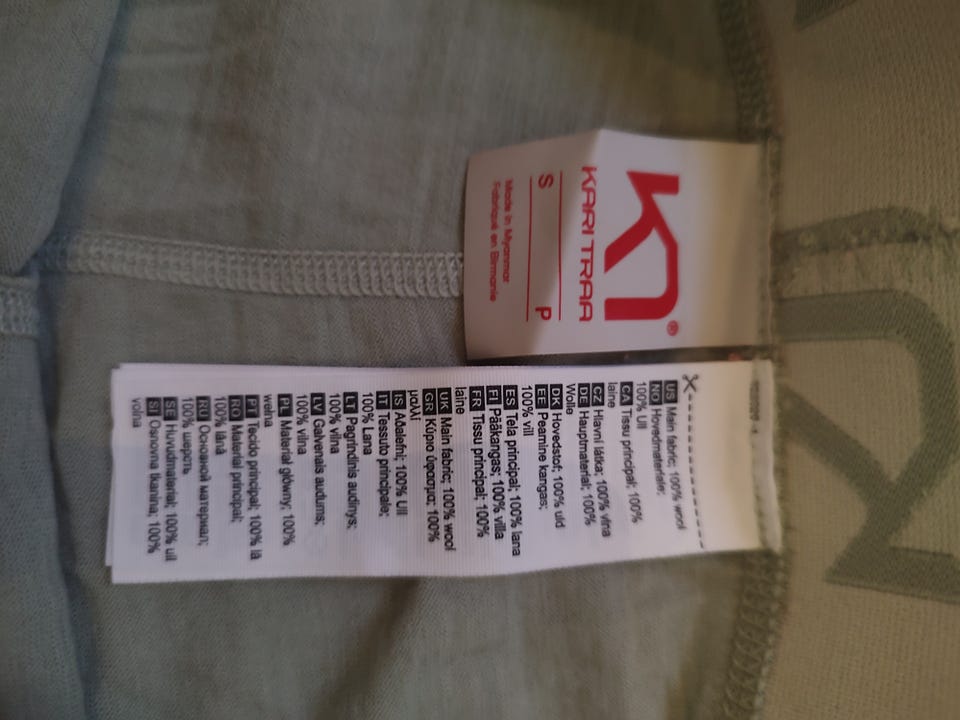 ®
KARI TRAA
S P
Made in Myanmar
Fabriqué en Birmanie
US Main fabric; 100% wool
NO Hovedmateriale;
100% Ull
CA Tissu principal; 100%
laine
CZ Hlavní látka; 100% vlna
DE Hauptmaterial; 100%
Wolle
DK Hovedstof; 100% uld
EE Peamine kangas;
100% vill
ES Tela principal; 100% lana
FI Pääkangas; 100% villa
FR Tissu principal; 100%
laine
UK Main fabric; 100% wool
GR Κύριο ύφασμα; 100%
μαλλί
IS Aðalefni; 100% Ull
IT Tessuto principale;
100% Lana
LT Pagrindinis audinys;
100% vilna
LV Galvenais audums;
100% vilna
PL Materiał główny; 100%
wełna
PT Tecido principal; 100% lã
RO Material principal;
100% lână
RU Основной материал;
100% шерсть
SE Huvudmaterial; 100% ull
SI Osnovna tkanina; 100%
volna